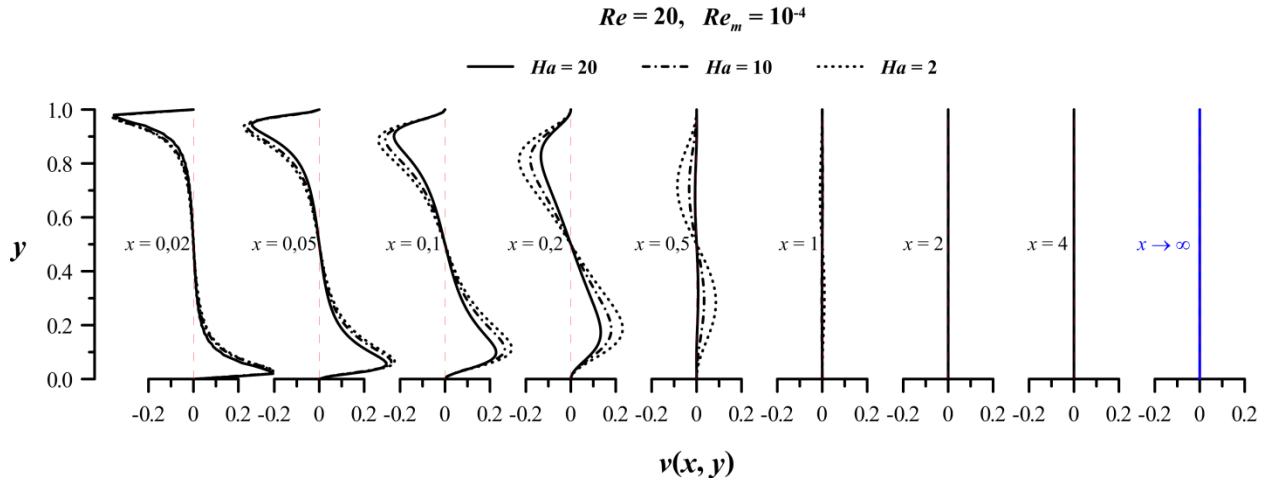 Re = 20, Re_m = 10^-4
Ha = 20 Ha = 10 Ha = 2
1.0
0.8
0.6
y
x = 0,02 x = 0,05 x = 0,1 x = 0,2 x = 0,5 x = 1 x = 2 x = 4 x → ∞
0.4
0.2
0.0
-0.2 0 0.2 -0.2 0 0.2 -0.2 0 0.2 -0.2 0 0.2 -0.2 0 0.2 -0.2 0 0.2 -0.2 0 0.2 -0.2 0 0.2 -0.2 0 0.2
v(x, y)